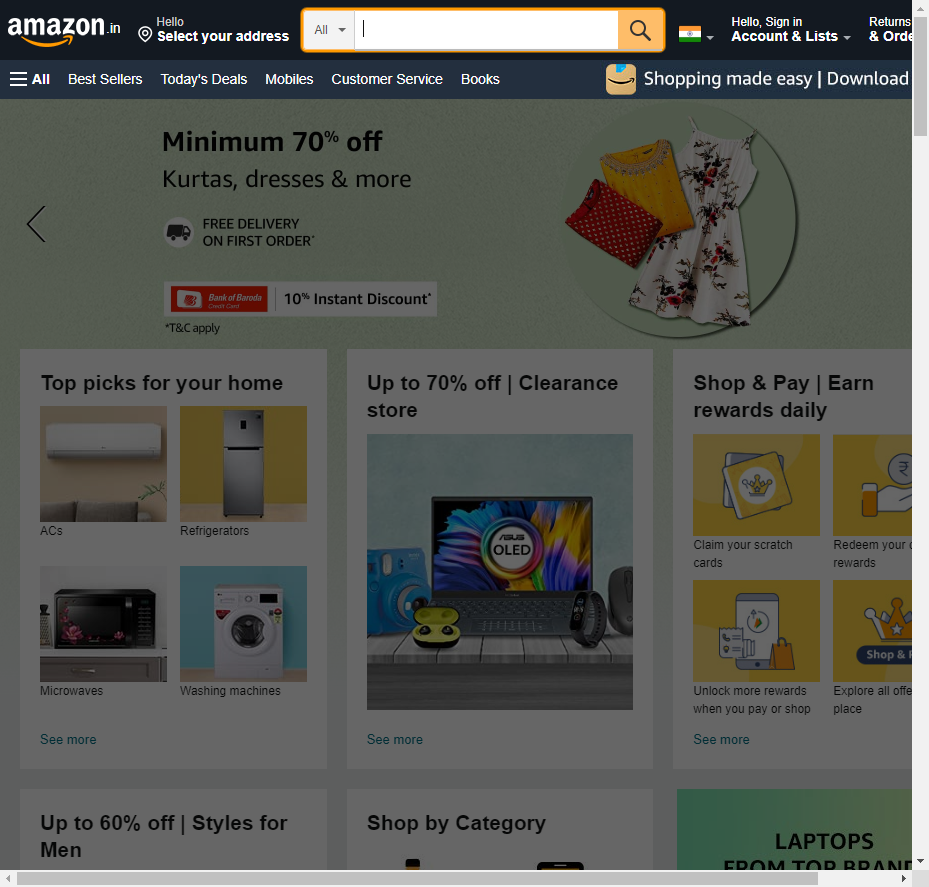 amazon.in
Hello
Select your address
All
Hello, Sign in
Account & Lists
Returns
& Orde
All
Best Sellers
Today's Deals
Mobiles
Customer Service
Books
Shopping made easy | Download
Minimum 70% off
Kurtas, dresses & more
FREE DELIVERY
ON FIRST ORDER*
Bank of Baroda
Credit Card
10% Instant Discount*
*T&C apply
Top picks for your home
ACs
Refrigerators
Microwaves
Washing machines
See more
Up to 70% off | Clearance
store
ASUS
OLED
See more
Shop & Pay | Earn
rewards daily
Claim your scratch
cards
Redeem your
rewards
Unlock more rewards
when you pay or shop
Shop & P
Explore all offe
place
See more
Up to 60% off | Styles for
Men
Shop by Category
LAPTOPS
FROM TOP BRAND